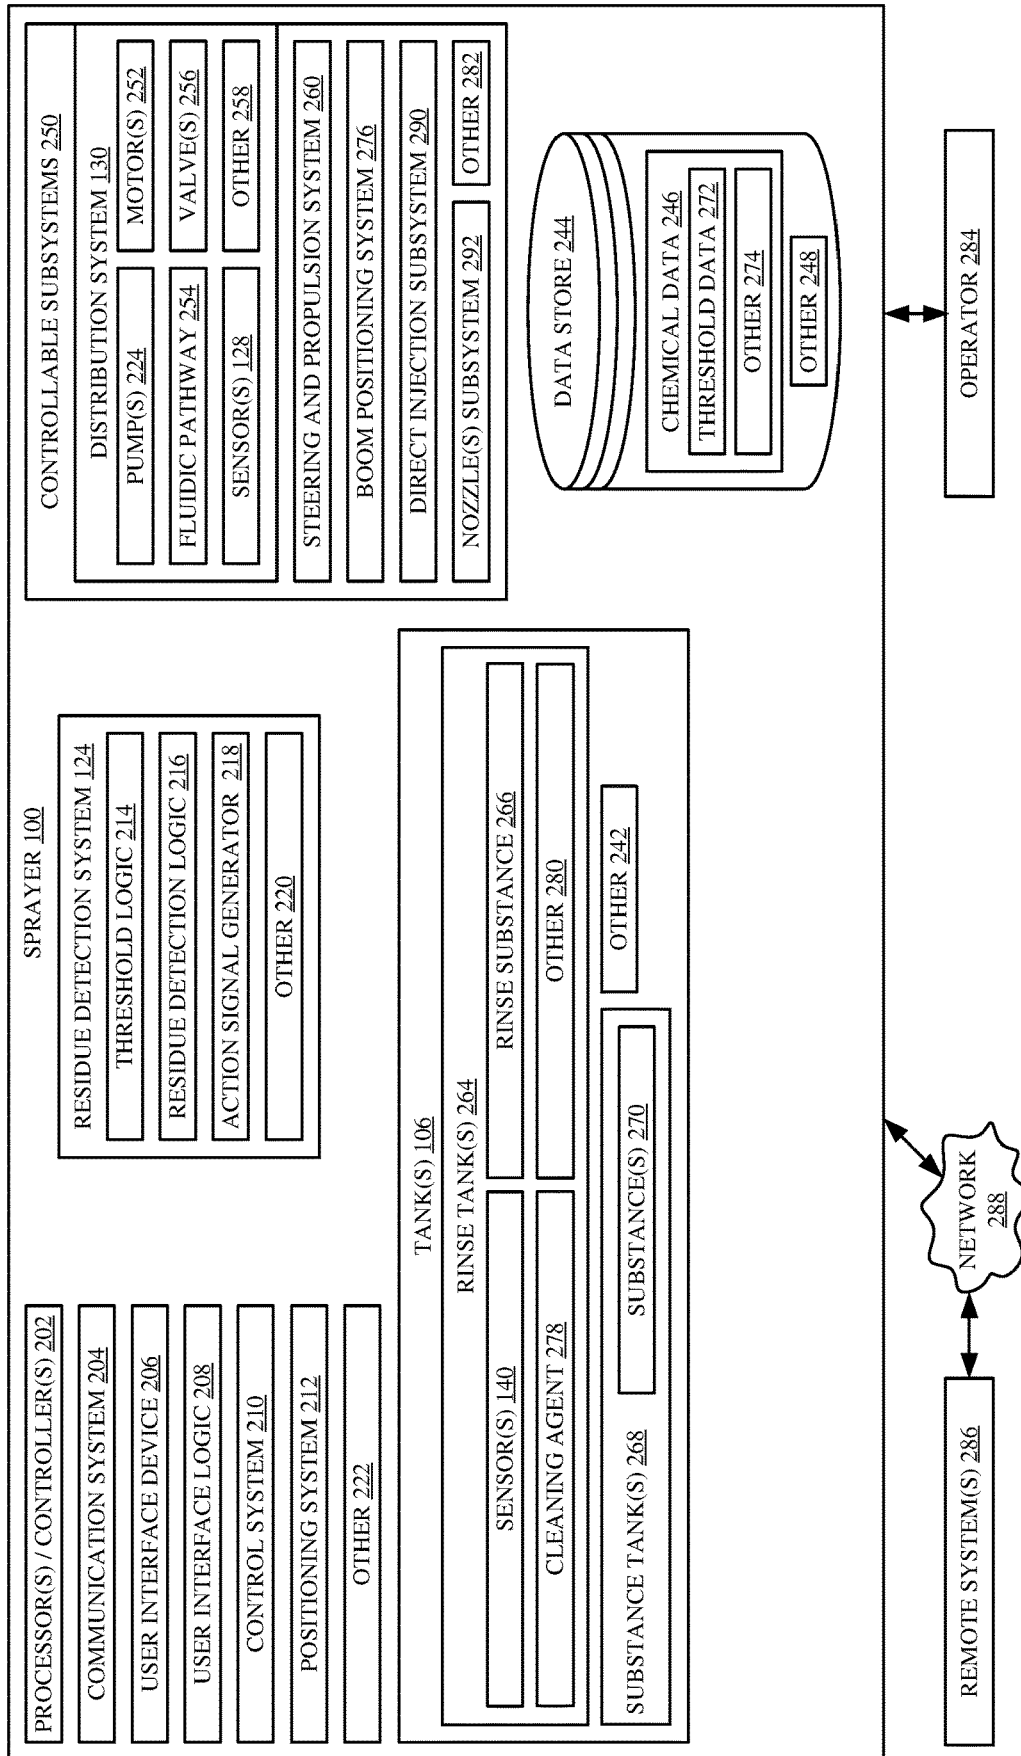 SPRAYER 100
PROCESSOR(S) / CONTROLLER(S) 202
COMMUNICATION SYSTEM 204
USER INTERFACE DEVICE 206
USER INTERFACE LOGIC 208
CONTROL SYSTEM 210
POSITIONING SYSTEM 212
OTHER 222
RESIDUE DETECTION SYSTEM 124
THRESHOLD LOGIC 214
RESIDUE DETECTION LOGIC 216
ACTION SIGNAL GENERATOR 218
OTHER 220
CONTROLLABLE SUBSYSTEMS 250
DISTRIBUTION SYSTEM 130
PUMP(S) 224
MOTOR(S) 252
FLUIDIC PATHWAY 254
VALVE(S) 256
SENSOR(S) 128
OTHER 258
STEERING AND PROPULSION SYSTEM 260
BOOM POSITIONING SYSTEM 276
DIRECT INJECTION SUBSYSTEM 290
NOZZLE(S) SUBSYSTEM 292
OTHER 282
TANK(S) 106
RINSE TANK(S) 264
SENSOR(S) 140
RINSE SUBSTANCE 266
CLEANING AGENT 278
OTHER 280
SUBSTANCE TANK(S) 268
SUBSTANCE(S) 270
OTHER 242
DATA STORE 244
CHEMICAL DATA 246
THRESHOLD DATA 272
OTHER 274
OTHER 248
REMOTE SYSTEM(S) 286
NETWORK
288
OPERATOR 284